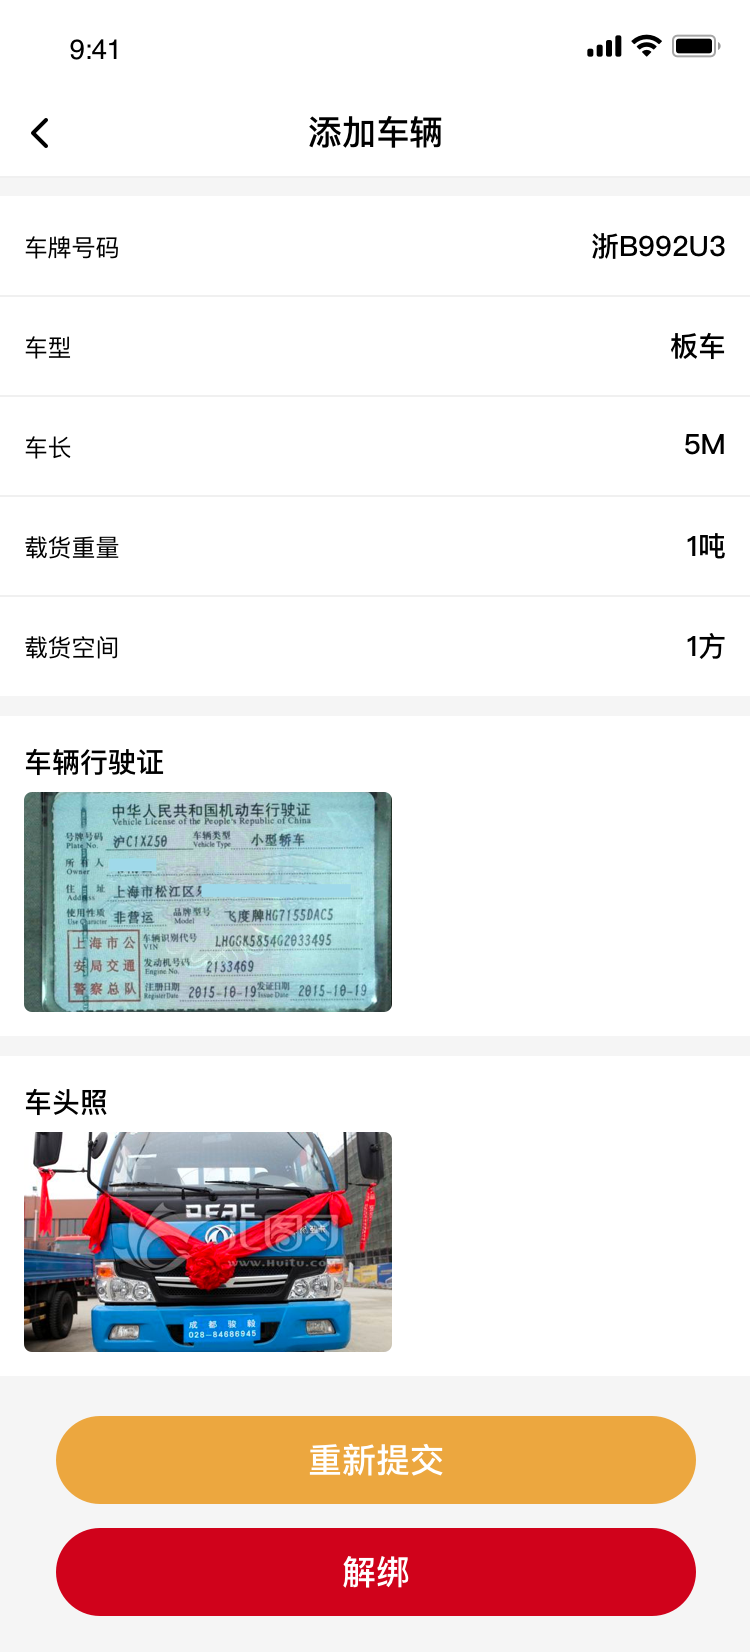 9:41
添加车辆
车牌号码 浙B992U3
车型 板车
车长 5M
载货重量 1吨
载货空间 1方
车辆行驶证
中华人民共和国机动车行驶证
Vehicle License of the People's Republic of China
号牌号码 沪C1XZ50 车辆类型 小型轿车
Plate No. Vehicle Type
所有人
Owner
住址 上海市松江区
Address
使用性质 非营运 品牌型号 飞度牌HG7155DAC5
Use Character Model
上海市公 车辆识别代号 LHGGK5854G2033495
VIN
安局交通 发动机号码 2133469
Engine No.
警察总队 注册日期 2015-10-19 发证日期 2015-10-19
Register Date Issue Date
车头照
DFAC
汇图网
www.Huitu.com
成都骏毅
028-84686945
重新提交
解绑